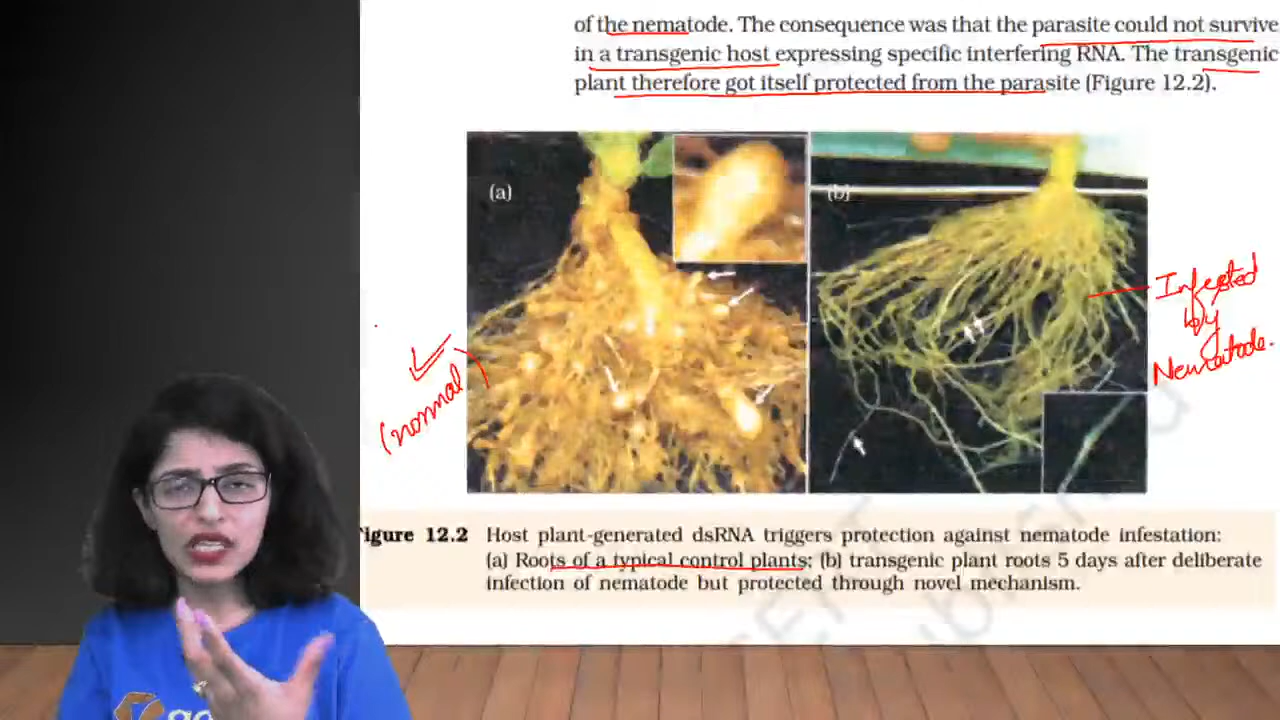 of the nematode. The consequence was that the parasite could not survive
in a transgenic host expressing specific interfering RNA. The transgenic
plant therefore got itself protected from the parasite (Figure 12.2).
(a)
(b)
Infected
by
Nematode.
(normal)
igure 12.2 Host plant-generated dsRNA triggers protection against nematode infestation:
(a) Roots of a typical control plants; (b) transgenic plant roots 5 days after deliberate
infection of nematode but protected through novel mechanism.